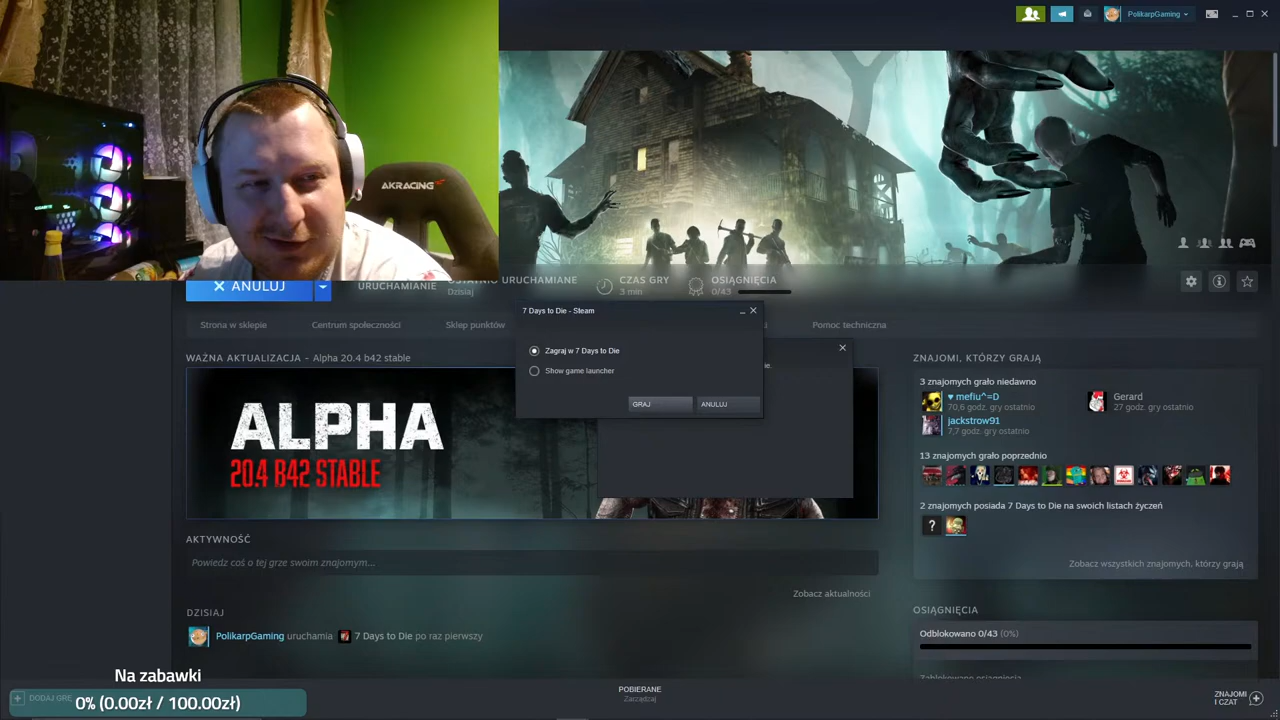 PolikarpGaming
AKRACING
ANULUJ
URUCHAMIANIE
OSTATNIO URUCHAMIANE
Dzisiaj
CZAS GRY
3 min
OSIĄGNIĘCIA
0/43
Strona w sklepie
Centrum społeczności
Sklep punktów
Pomoc techniczna
7 Days to Die - Steam
Zagraj w 7 Days to Die
Show game launcher
GRAJ
ANULUJ
WAŻNA AKTUALIZACJA - Alpha 20.4 b42 stable
ALPHA
20.4 B42 STABLE
AKTYWNOŚĆ
Powiedz coś o tej grze swoim znajomym...
Zobacz aktualności
DZISIAJ
PolikarpGaming uruchamia 7 Days to Die po raz pierwszy
ZNAJOMI, KTÓRZY GRAJĄ
3 znajomych grało niedawno
♥ mefiu^=D
70,6 godz. gry ostatnio
Gerard
27 godz. gry ostatnio
jackstrow91
7,7 godz. gry ostatnio
13 znajomych grało poprzednio
2 znajomych posiada 7 Days to Die na swoich listach życzeń
?
Zobacz wszystkich znajomych, którzy grają
OSIĄGNIĘCIA
Odblokowano 0/43 (0%)
Zablokowane osiągnięcia
Na zabawki
DODAJ GRĘ
0% (0.00zł / 100.00zł)
POBIERANE
Zarządzaj
ZNAJOMI
I CZAT